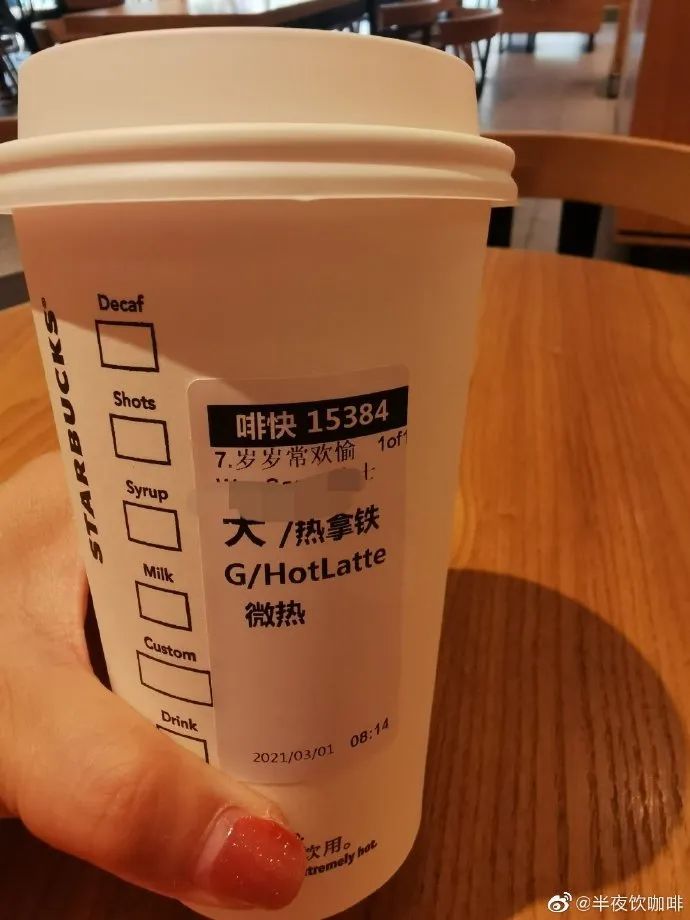 STARBUCKS
Decaf
Shots
Syrup
Milk
Custom
Drink
啡快 15384
7.岁岁常欢愉 1of1
大 /热拿铁
G/HotLatte
微热
2021/03/01 08:14
饮用。
extremely hot.
@半夜饮咖啡